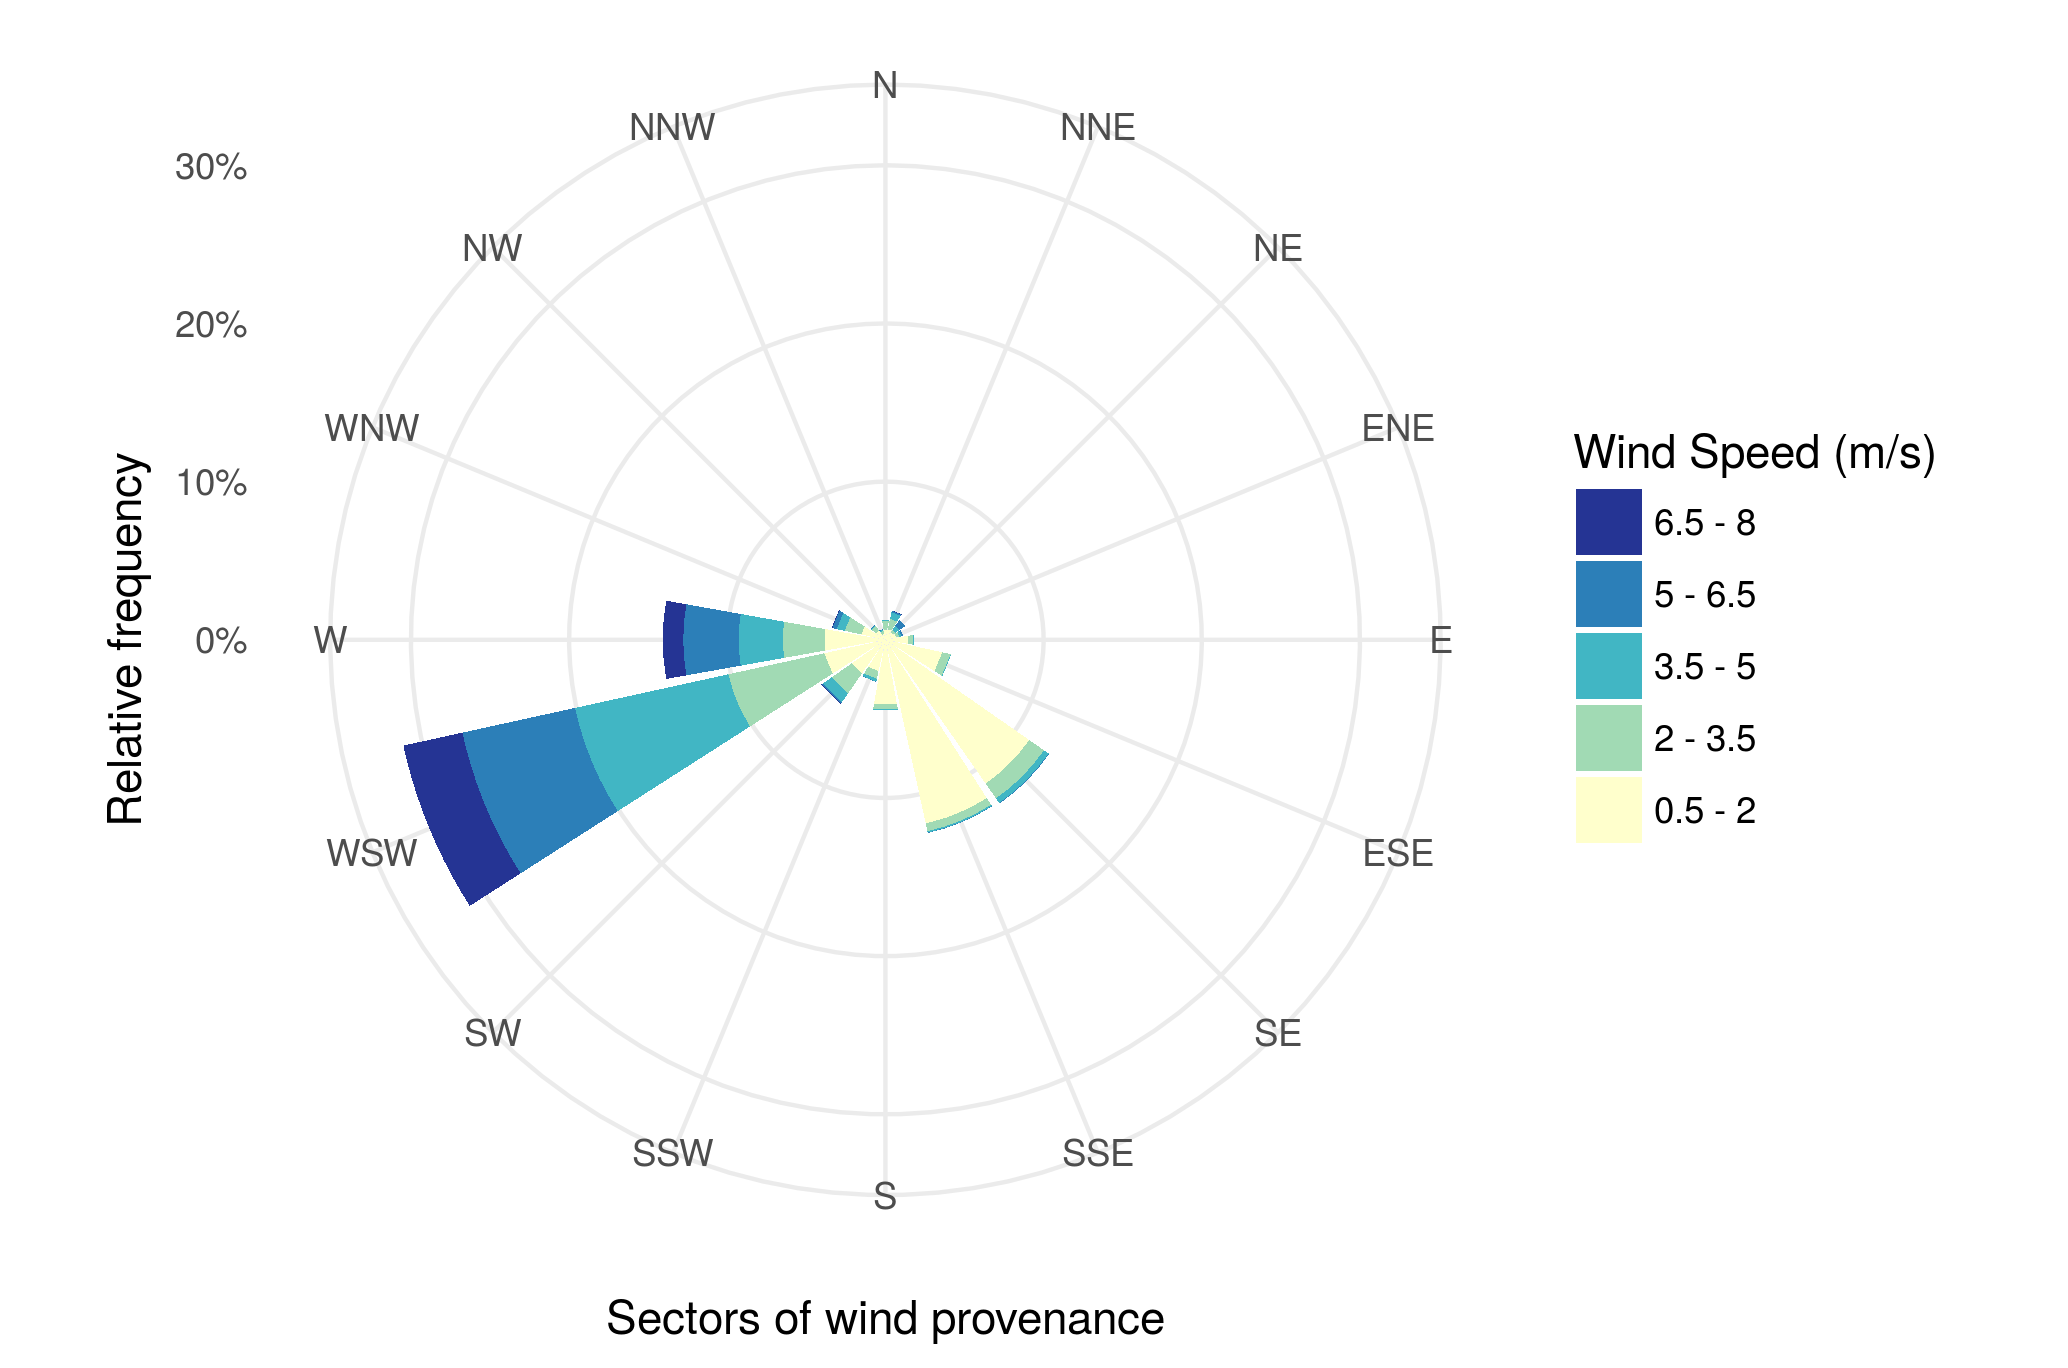 N
NNW
NNE
30%
NW
NE
20%
WNW
ENE
10%
Relative frequency
Wind Speed (m/s)
6.5 - 8
5 - 6.5
0%
W
E
3.5 - 5
2 - 3.5
0.5 - 2
WSW
ESE
SW
SE
SSW
SSE
S
Sectors of wind provenance